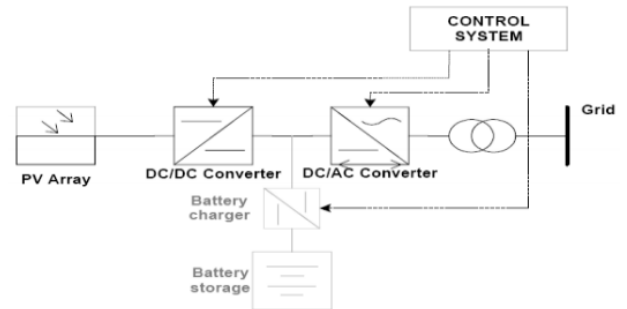 CONTROL
SYSTEM
Grid
PV Array
DC/DC Converter
DC/AC Converter
Battery
charger
Battery
storage